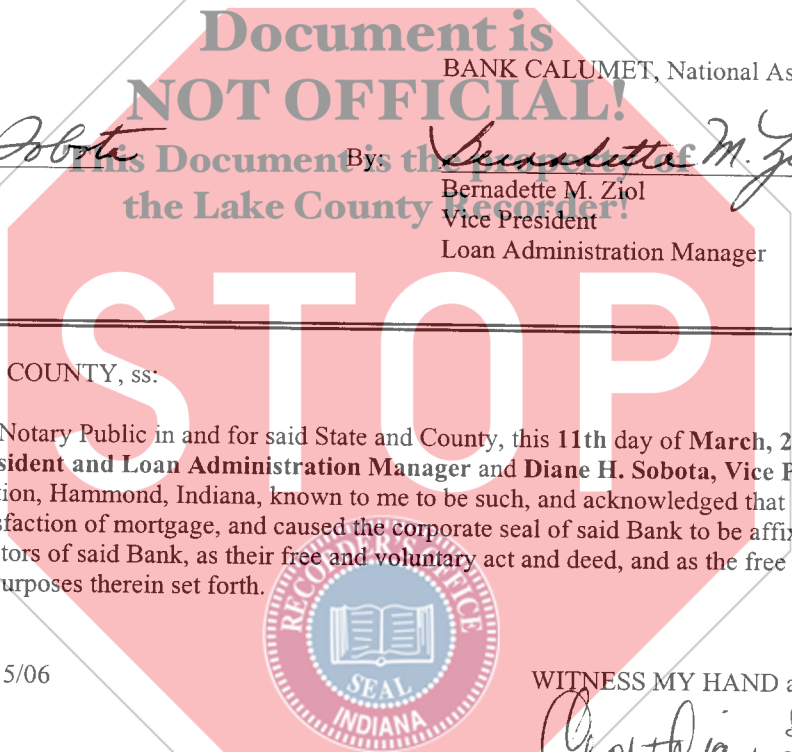 Document is
NOT OFFICIAL!
This Document is the property of
the Lake County Recorder!
STOP
BANK CALUMET, National As
Sobota
By: Bernadette M. Zio
Bernadette M. Ziol
Vice President
Loan Administration Manager
COUNTY, ss:
Notary Public in and for said State and County, this 11th day of March, 2
sident and Loan Administration Manager and Diane H. Sobota, Vice P
tion, Hammond, Indiana, known to me to be such, and acknowledged that
sfaction of mortgage, and caused the corporate seal of said Bank to be affix
tors of said Bank, as their free and voluntary act and deed, and as the free
urposes therein set forth.
RECORDER'S OFFICE
SEAL
INDIANA
5/06
WITNESS MY HAND a